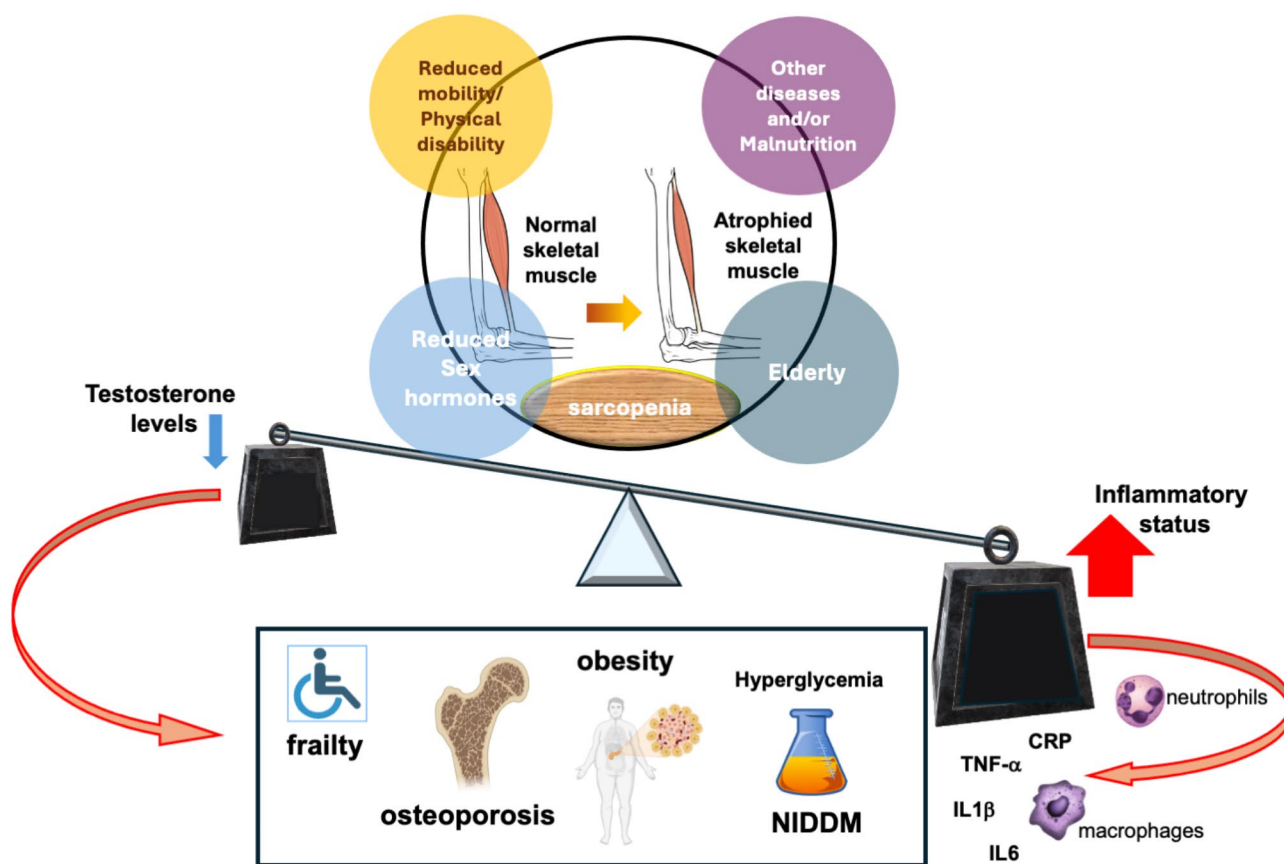 Reduced
mobility/
Physical
disability
Other
diseases
and/or
Malnutrition
Normal
skeletal
muscle
Atrophied
skeletal
muscle
Reduced
Sex
hormones
Elderly
sarcopenia
Testosterone
levels
Inflammatory
status
frailty
osteoporosis
obesity
Hyperglycemia
NIDDM
neutrophils
CRP
TNF-α
IL1β
macrophages
IL6